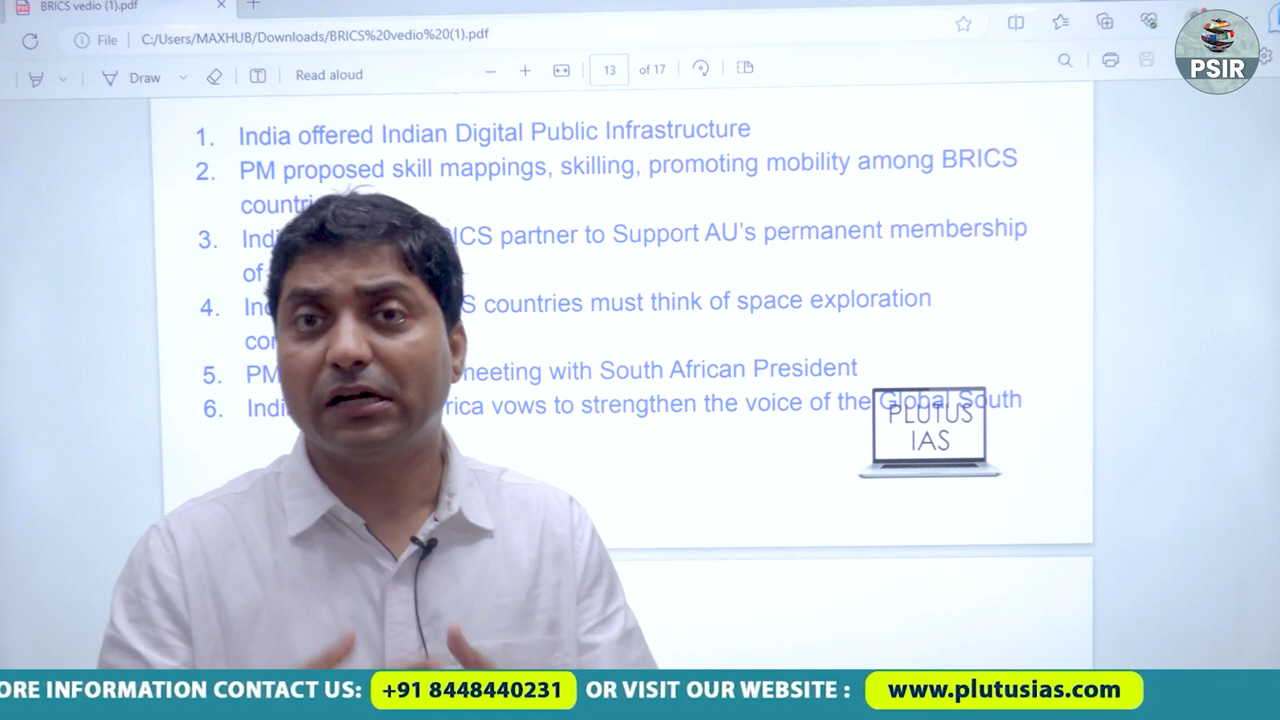 BRICS vedio (1).pdf
File C:/Users/MAXHUB/Downloads/BRICS%20vedio%20(1).pdf
Draw Read aloud 13 of 17
PSIR
1. India offered Indian Digital Public Infrastructure
2. PM proposed skill mappings, skilling, promoting mobility among BRICS
3. partner to Support AU's permanent membership
of
4. countries must think of space exploration
5. PM meeting with South African President
6. vows to strengthen the voice of the Global South
PLUTUS
IAS
INFORMATION CONTACT US: +91 8448440231 OR VISIT OUR WEBSITE : www.plutusias.com